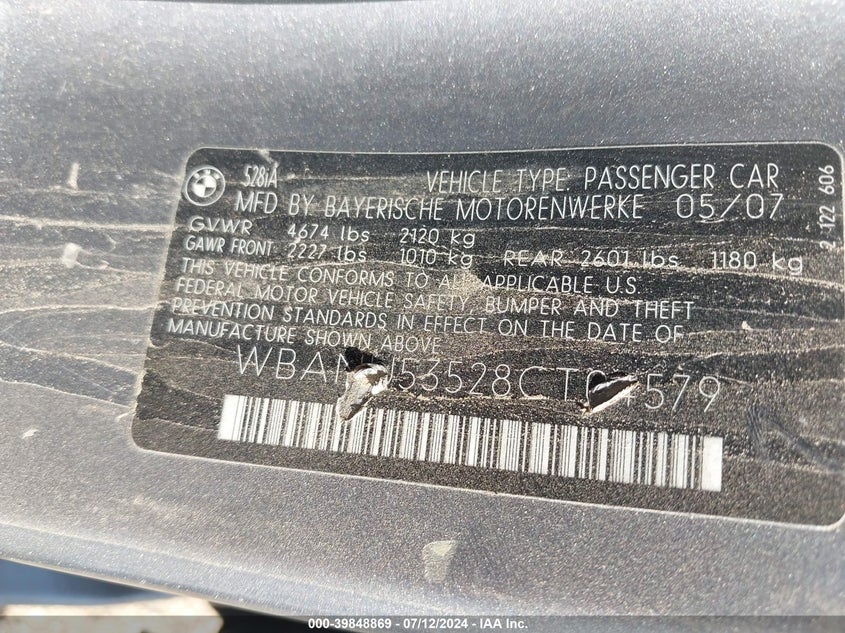 528iA
VEHICLE TYPE: PASSENGER CAR
MFD BY BAYERISCHE MOTORENWERKE 05/07
GVWR 4674 lbs 2120 kg
GAWR FRONT 2227 lbs 1010 kg REAR 2601 lbs 1180 kg
THIS VEHICLE CONFORMS TO ALL APPLICABLE U.S.
FEDERAL MOTOR VEHICLE SAFETY, BUMPER AND THEFT
PREVENTION STANDARDS IN EFFECT ON THE DATE OF
MANUFACTURE SHOWN ABOVE
2 122 606
000-39848869 / 07/12/2024 - IAA Inc.